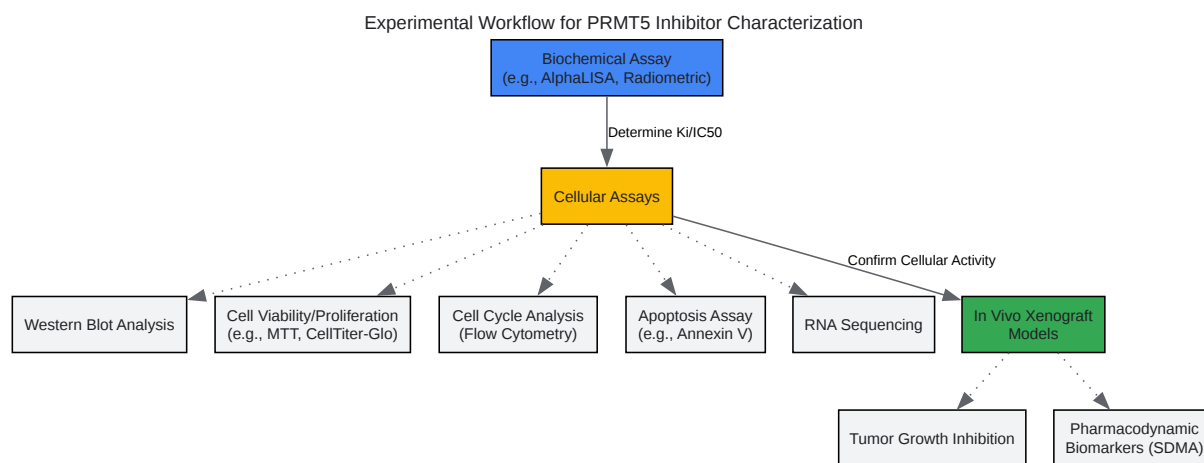 Experimental Workflow for PRMT5 Inhibitor Characterization
Biochemical Assay
(e.g., AlphaLISA, Radiometric)
Determine Ki/IC50
Cellular Assays
Confirm Cellular Activity
Western Blot Analysis
Cell Viability/Proliferation
(e.g., MTT, CellTiter-Glo)
Cell Cycle Analysis
(Flow Cytometry)
Apoptosis Assay
(e.g., Annexin V)
RNA Sequencing
In Vivo Xenograft
Models
Tumor Growth Inhibition
Pharmacodynamic
Biomarkers (SDMA)